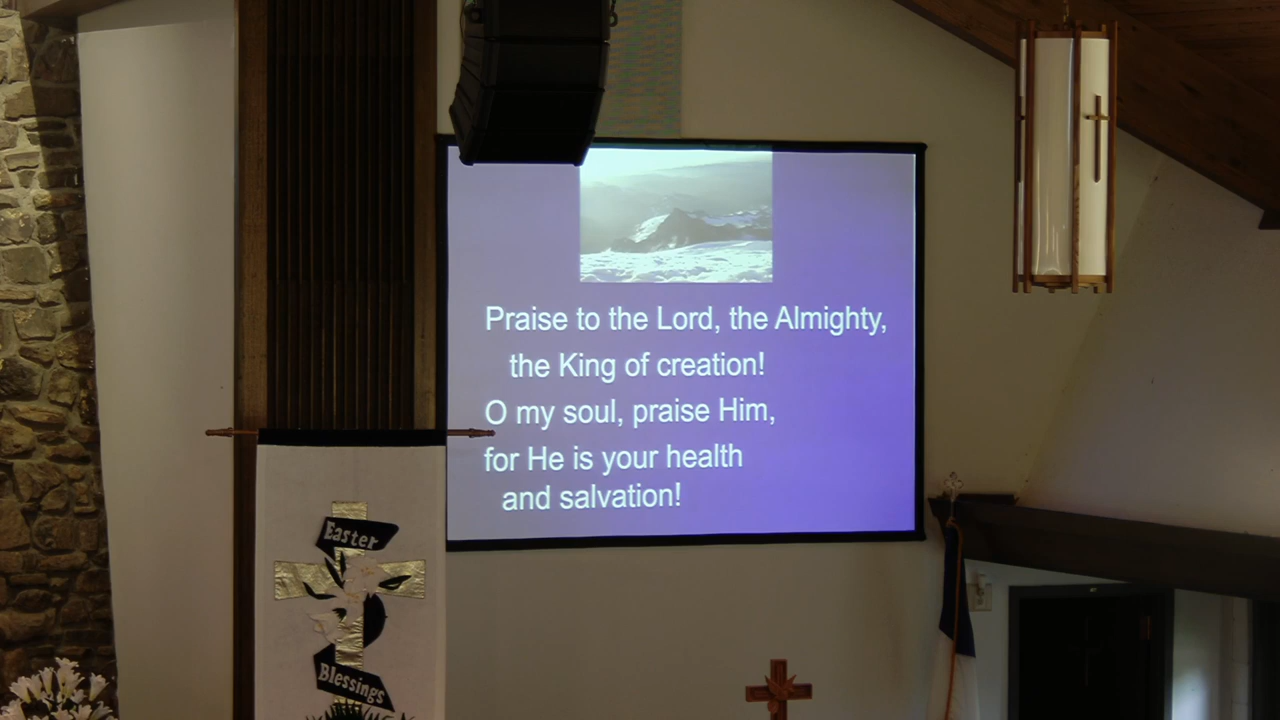 Praise to the Lord, the Almighty,
the King of creation!
O my soul, praise Him,
for He is your health
and salvation!
Easter
Blessings